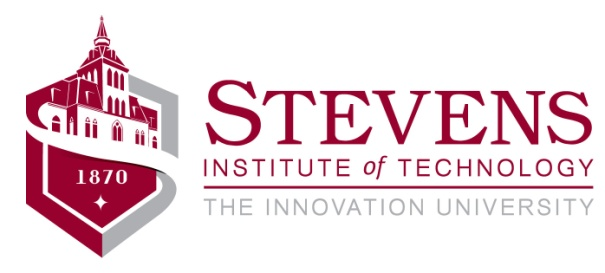 1870
STEVENS
INSTITUTE of TECHNOLOGY
THE INNOVATION UNIVERSITY